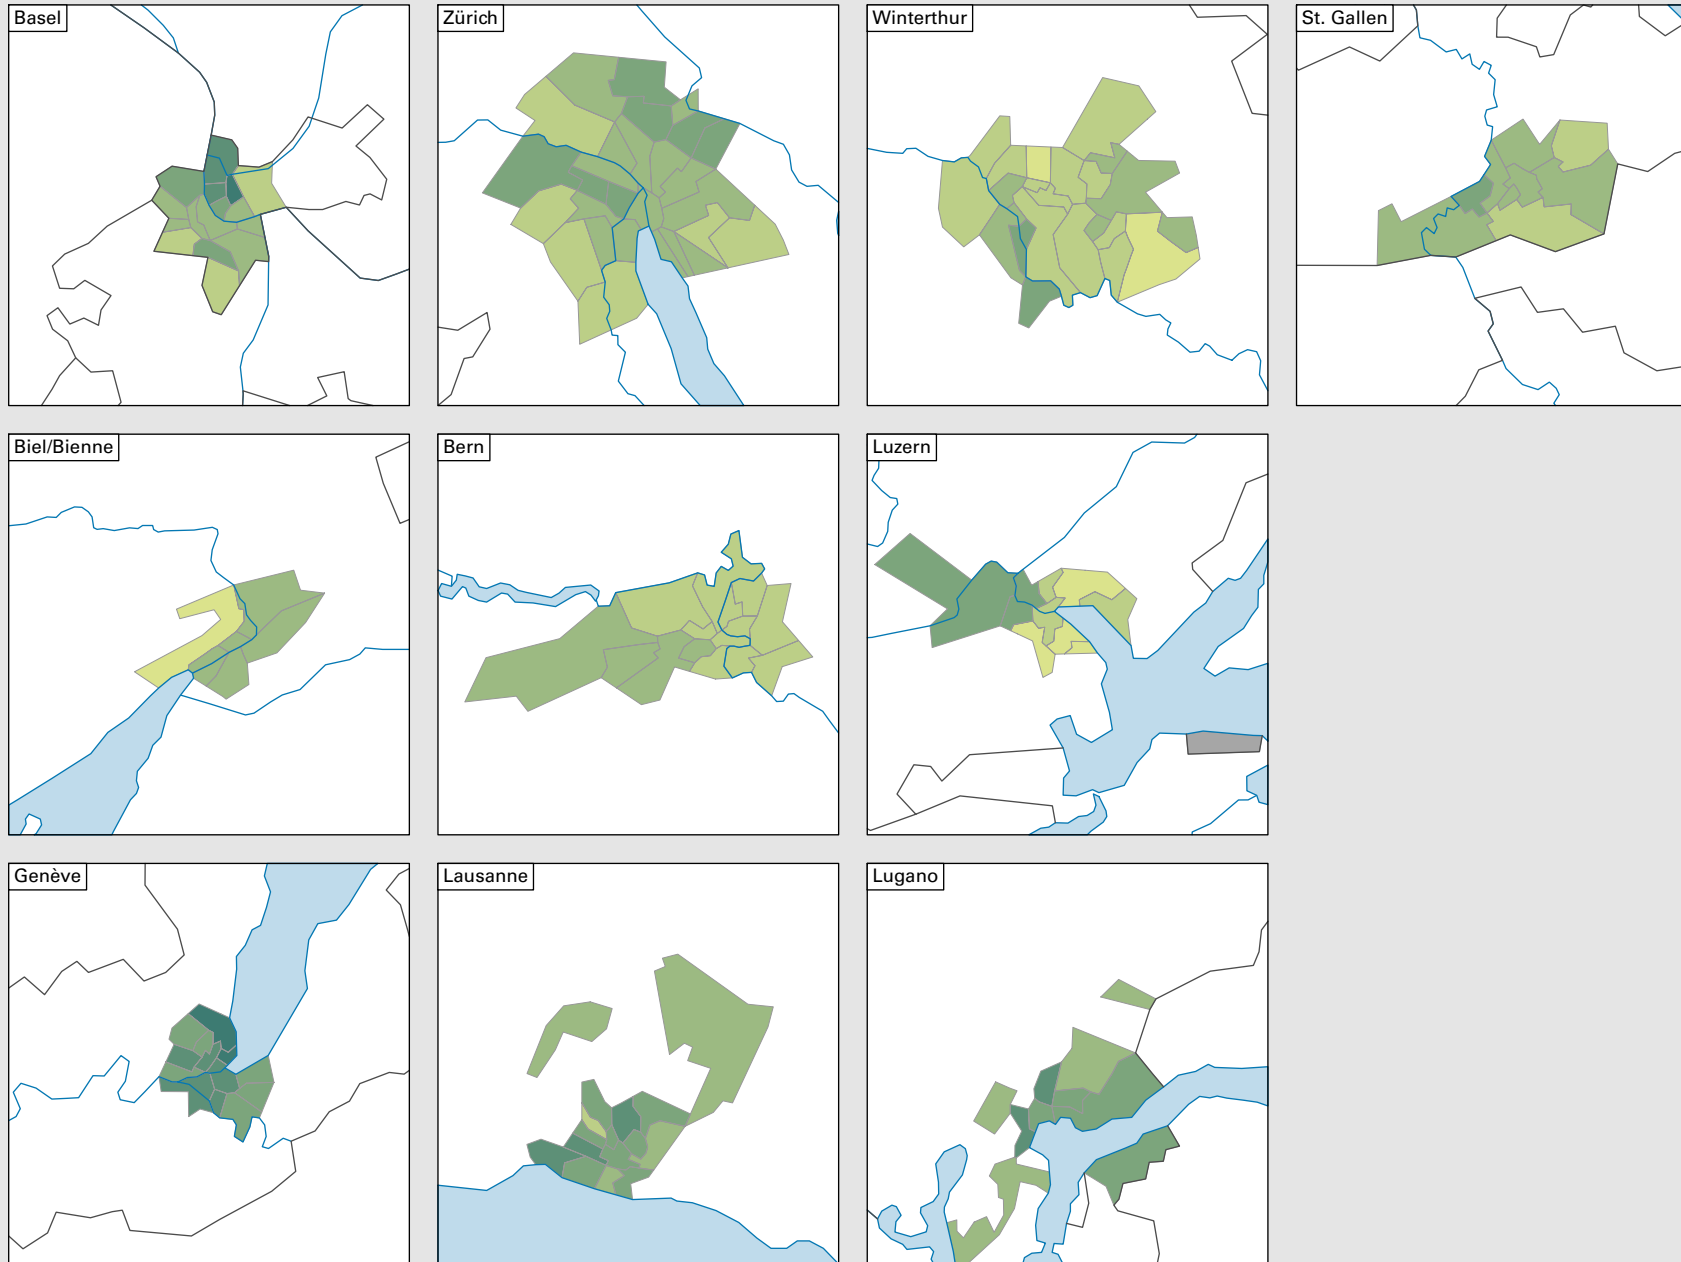 Basel
Zürich
Winterthur
St. Gallen
Biel/Bienne
Bern
Luzern
Genève
Lausanne
Lugano